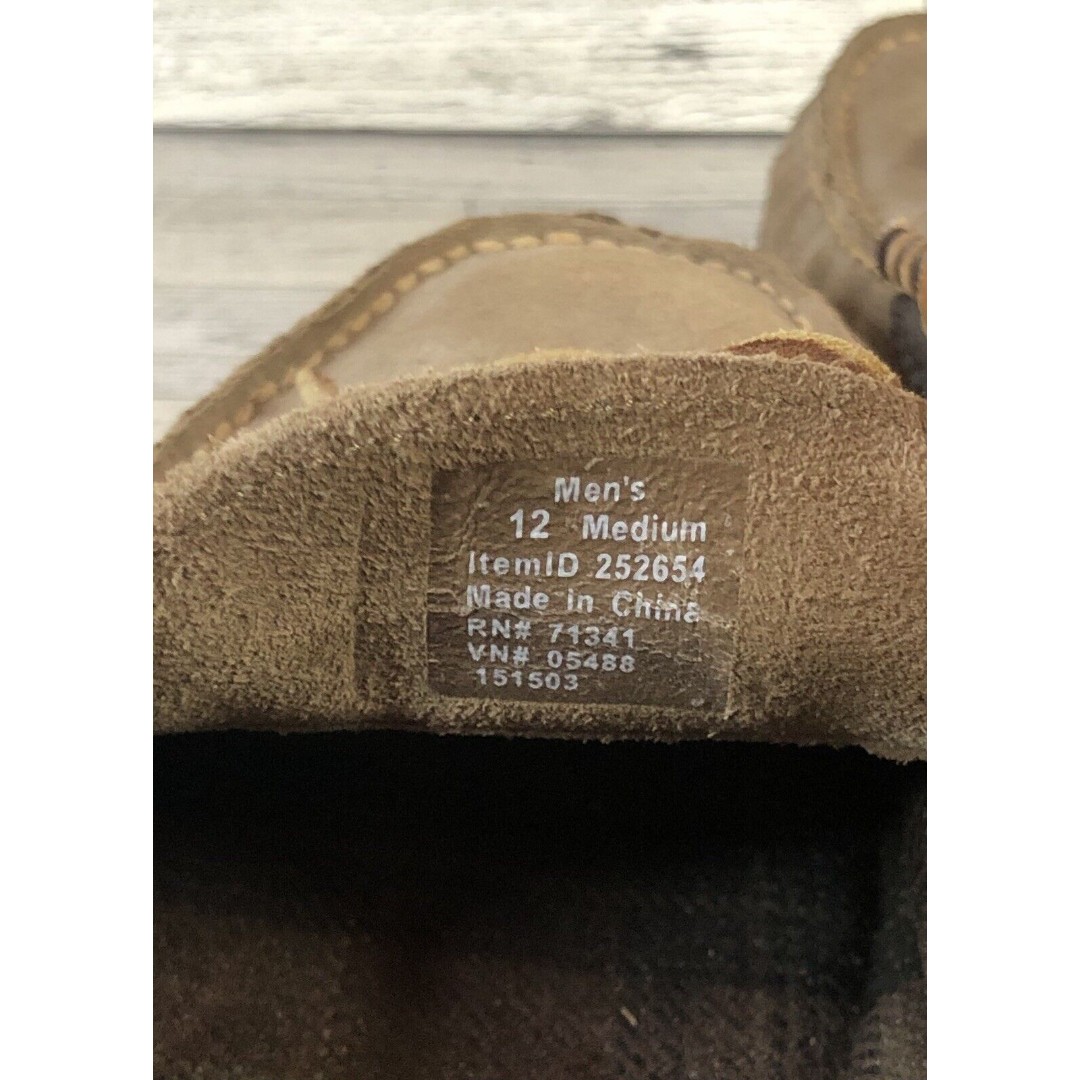 Men's
12 Medium
ItemID 252654
Made in China
RN# 71341
VN# 05488
151503